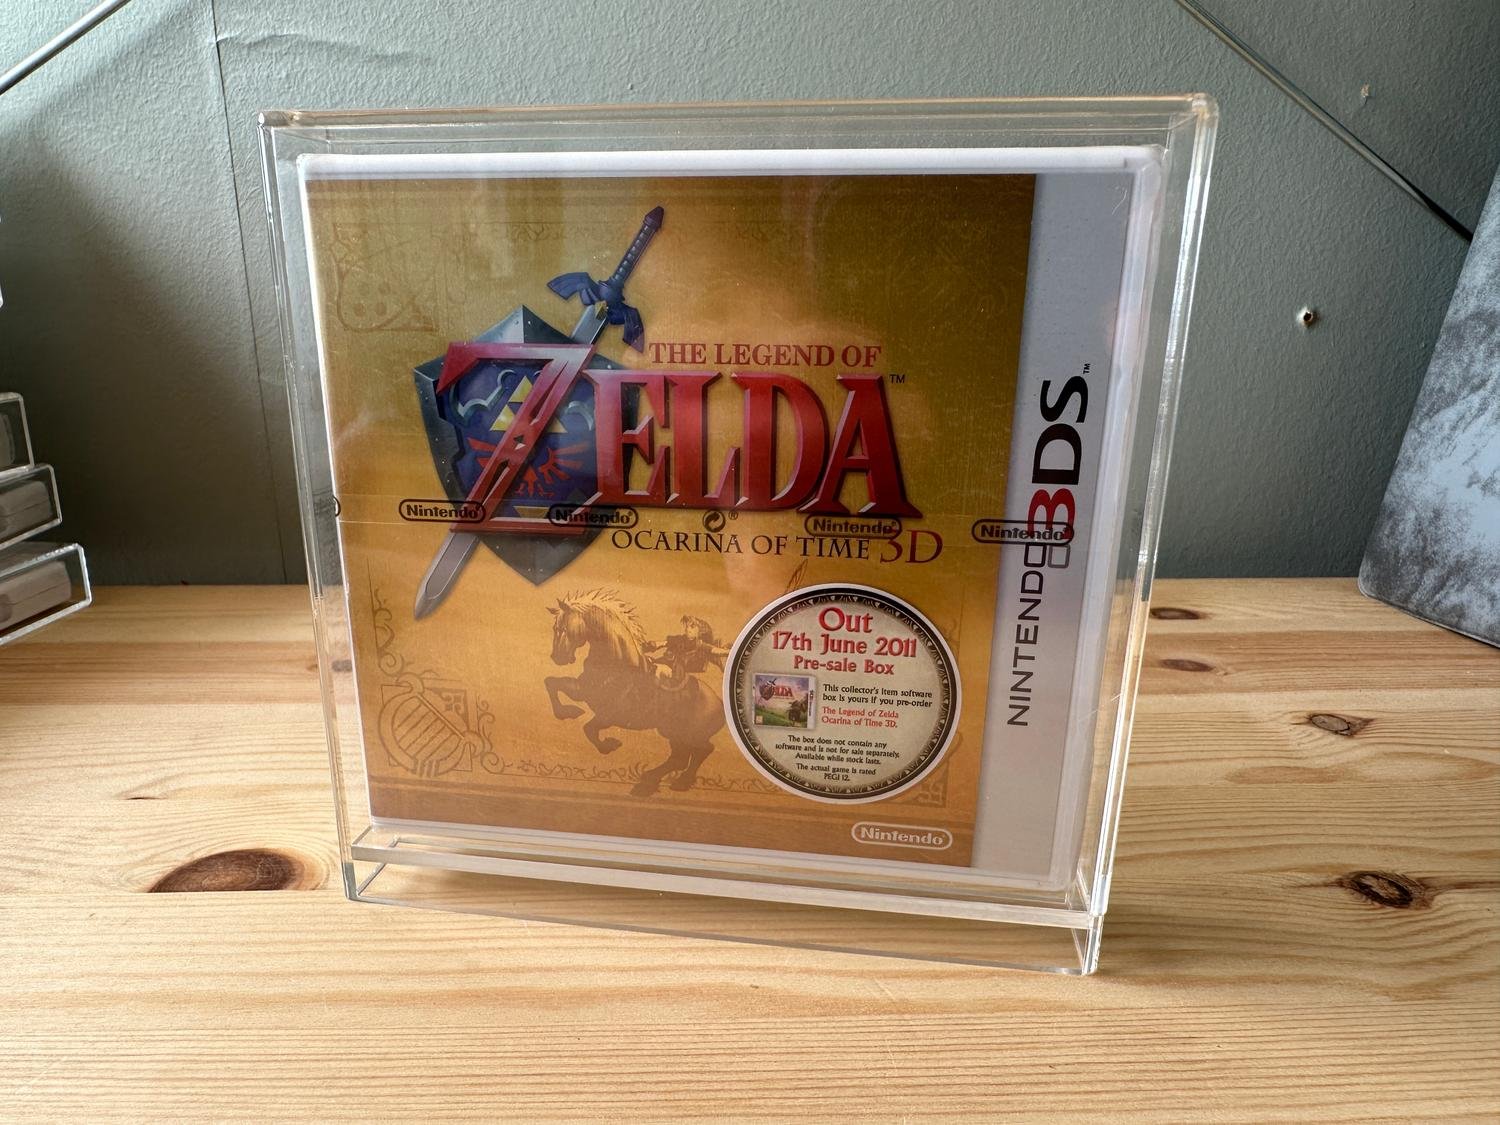 THE LEGEND OF
ZELDA™
Nintendo®
Nintendo®
®
Nintendo®
Nintendo®
OCARINA OF TIME 3D
Out
17th June 2011
Pre-sale Box
This collector's item software
box is yours if you pre-order
The Legend of Zelda
Ocarina of Time 3D.
The box does not contain any
software and is not for sale separately.
Available while stock lasts.
The actual game is rated
PEGI 12.
Nintendo®
NINTENDO 3DS™
ZELDA